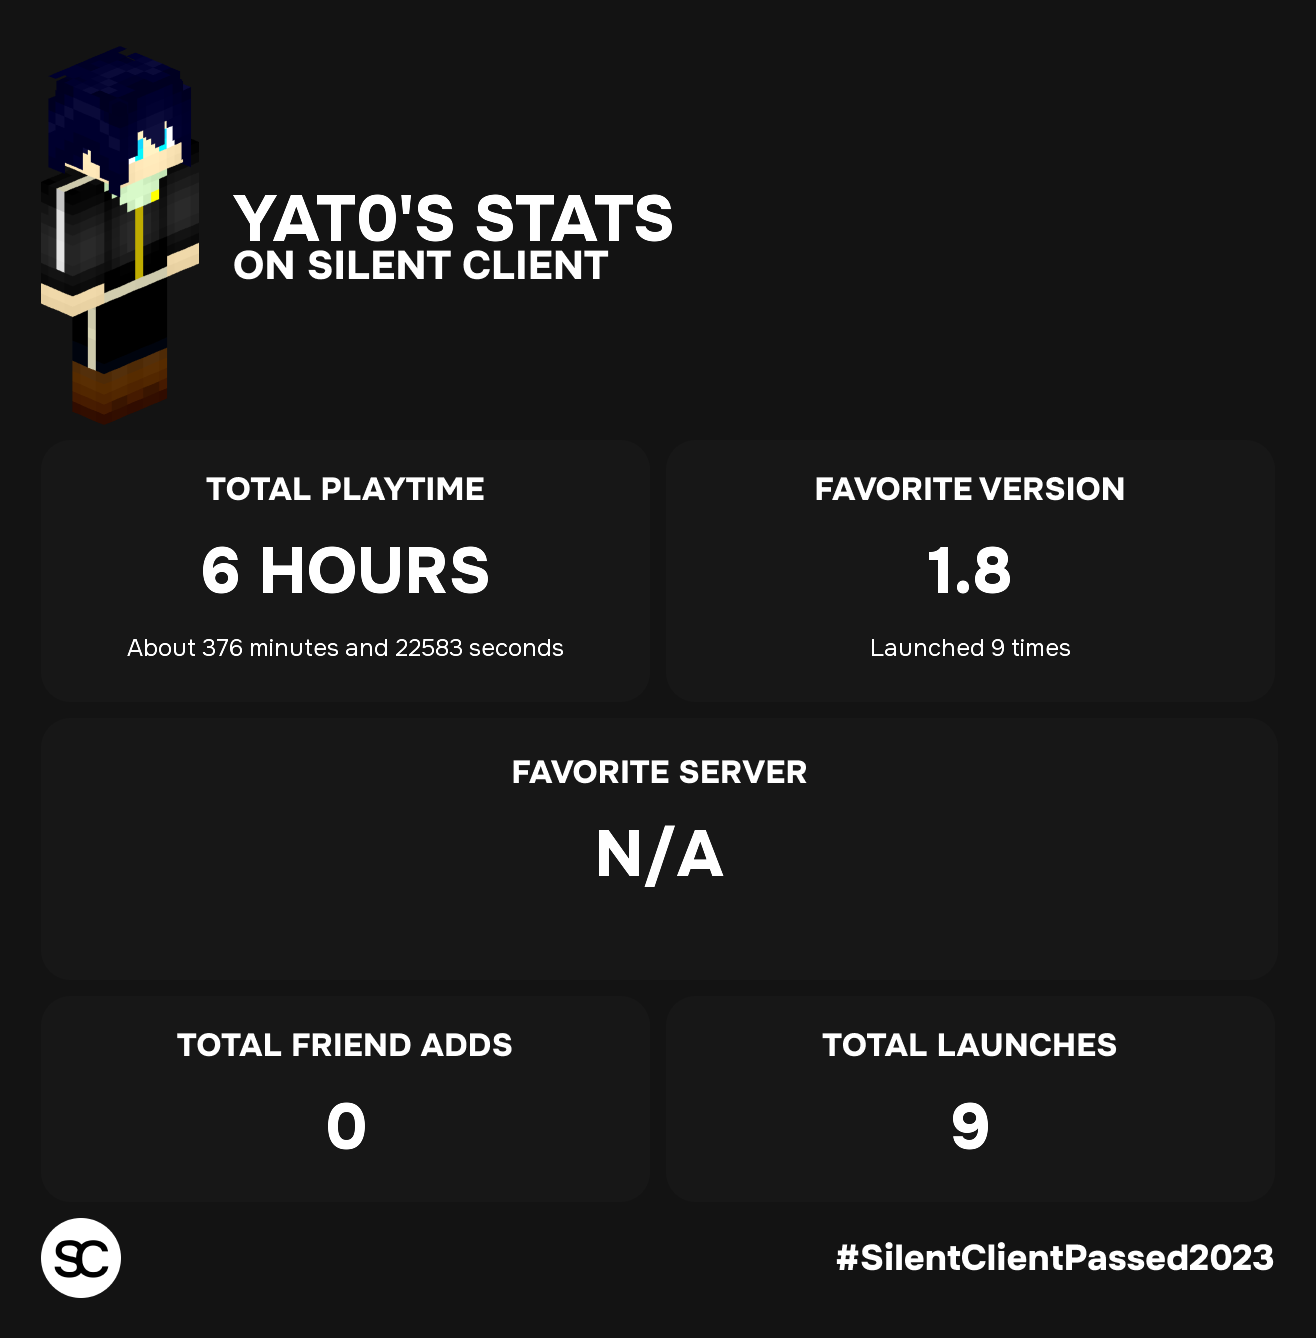 YAT0'S STATS
ON SILENT CLIENT
TOTAL PLAYTIME
6 HOURS
About 376 minutes and 22583 seconds
FAVORITE VERSION
1.8
Launched 9 times
FAVORITE SERVER
N/A
TOTAL FRIEND ADDS
0
TOTAL LAUNCHES
9
SC
#SilentClientPassed2023